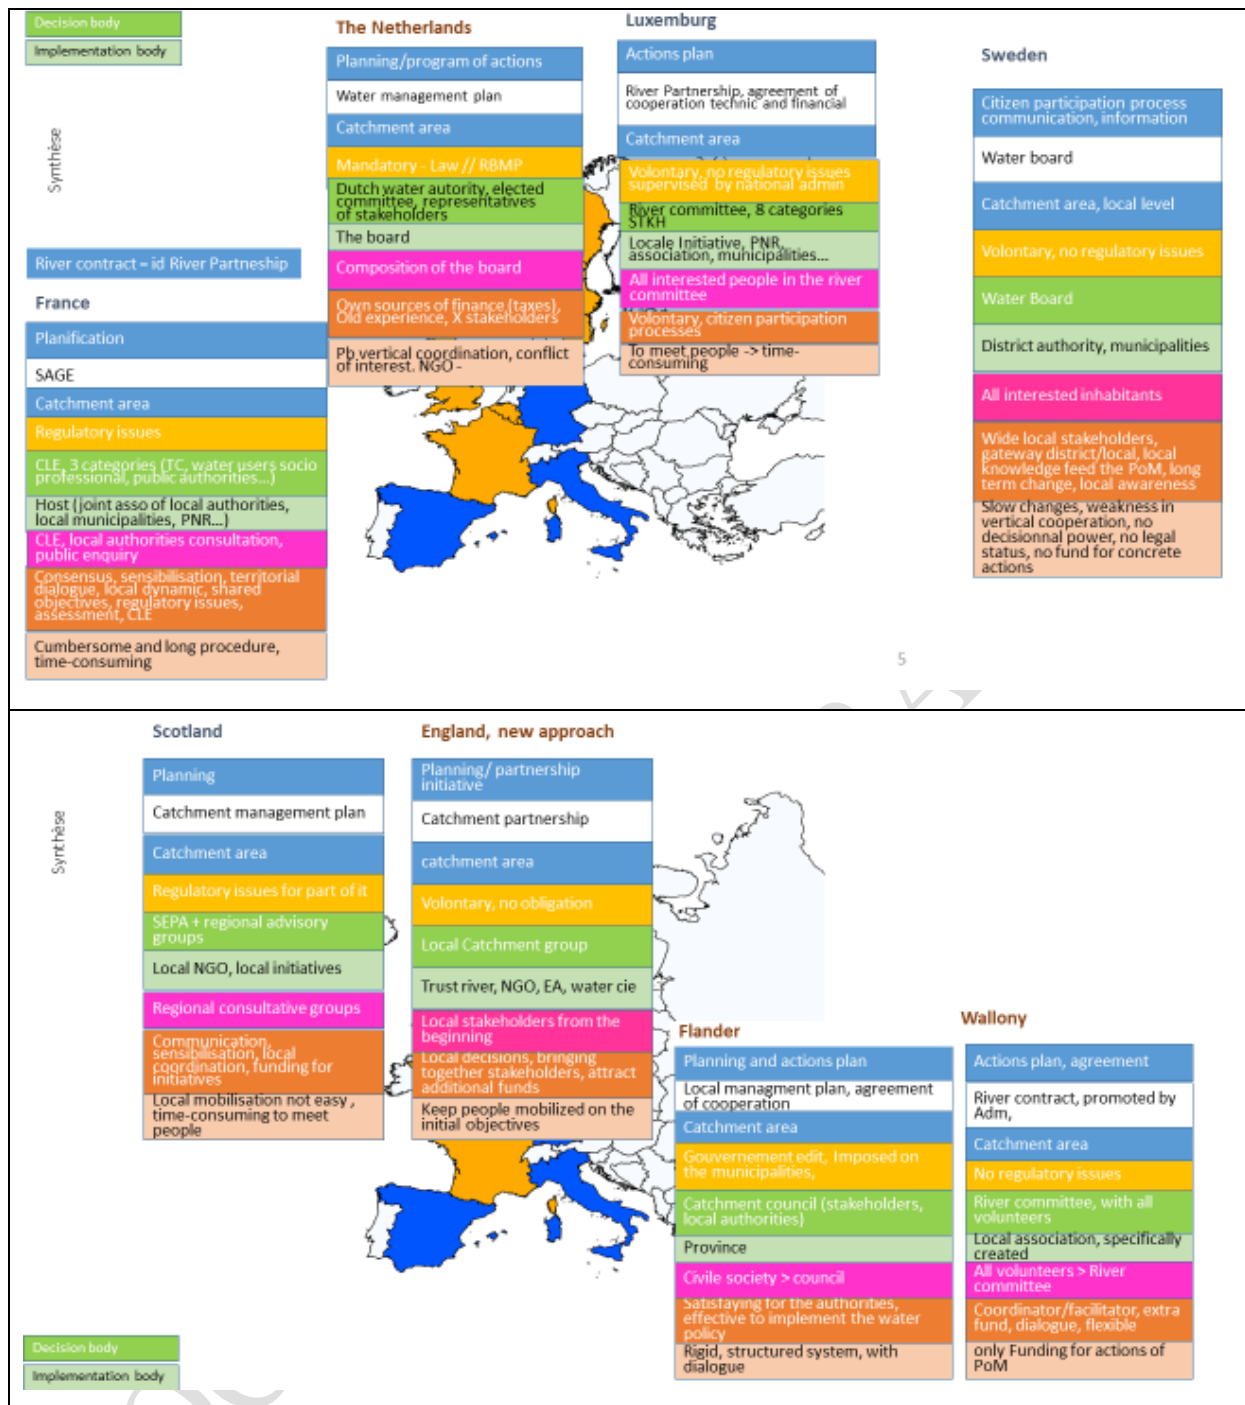 Decision body
Implementation body
Synthèse
The Netherlands
Planning/program of actions
Water management plan
Catchment area
Mandatory - Law // RBMP
Dutch water autority, elected
committee, representatives
of stakeholders
The board
Composition of the board
Own sources of finance (taxes),
Old experience, X stakeholders
Pb vertical coordination, conflict
of interest. NGO -
Luxemburg
Actions plan
River Partnership, agreement of
cooperation technic and financial
Catchment area
Voluntary, no regulatory issues
supervised by national admin
River committee, 8 categories
STKH
Locale Initiative, PNR,
association, municipalities...
All interested people in the river
committee
Voluntary, citizen participation
processes
To meet people -> time-
consuming
Sweden
Citizen participation process
communication, information
Water board
Catchment area, local level
Voluntary, no regulatory issues
Water Board
District authority, municipalities
All interested inhabitants
Wide local stakeholders,
gateway district/local, local
knowledge feed the PoM, long
term change, local awareness
Slow changes, weakness in
vertical cooperation, no
decisionnal power, no legal
status, no fund for concrete
actions
River contract = id River Partneship
France
Planification
SAGE
Catchment area
Regulatory issues
CLE, 3 categories (TC, water users socio
professional, public authorities...)
Host (joint asso of local authorities,
local municipalities, PNR...)
CLE, local authorities consultation,
public enquiry
Consensus, sensibilisation, territorial
dialogue, local dynamic, shared
objectives, regulatory issues,
assessment, CLE
Cumbersome and long procedure,
time-consuming
5
Synthèse
Scotland
Planning
Catchment management plan
Catchment area
Regulatory issues for part of it
SEPA + regional advisory
groups
Local NGO, local initiatives
Regional consultative groups
Communication,
sensibilisation, local
coordination, funding for
initiatives
Local mobilisation not easy ,
time-consuming to meet
people
England, new approach
Planning/ partnership
initiative
Catchment partnership
catchment area
Voluntary, no obligation
Local Catchment group
Trust river, NGO, EA, water cie
Local stakeholders from the
beginning
Local decisions, bringing
together stakeholders, attract
additional funds
Keep people mobilized on the
initial objectives
Flander
Planning and actions plan
Local managment plan, agreement
of cooperation
Catchment area
Gouvernement edit, Imposed on
the municipalities,
Catchment council (stakeholders,
local authorities)
Province
Civile society > council
Satisfaying for the authorities,
effective to implement the water
policy
Rigid, structured system, with
dialogue
Wallony
Actions plan, agreement
River contract, promoted by
Adm,
Catchment area
No regulatory issues
River committee, with all
volunteers
Local association, specifically
created
All volunteers > River
committee
Coordinator/facilitator, extra
fund, dialogue, flexible
only Funding for actions of
PoM
Decision body
Implementation body